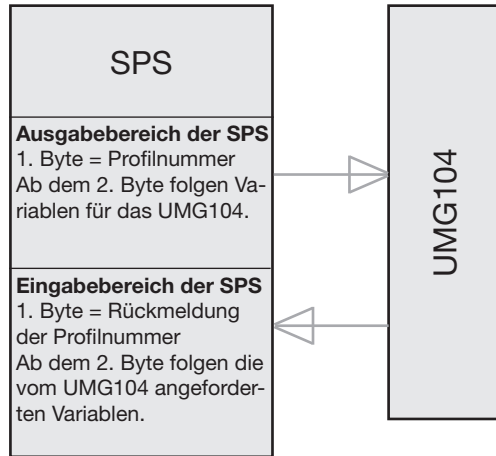 SPS
Ausgabebereich der SPS
1. Byte = Profilnummer
Ab dem 2. Byte folgen Va-
riablen für das UMG104.
Eingabebereich der SPS
1. Byte = Rückmeldung
der Profilnummer
Ab dem 2. Byte folgen die
vom UMG104 angeforder-
ten Variablen.
UMG104